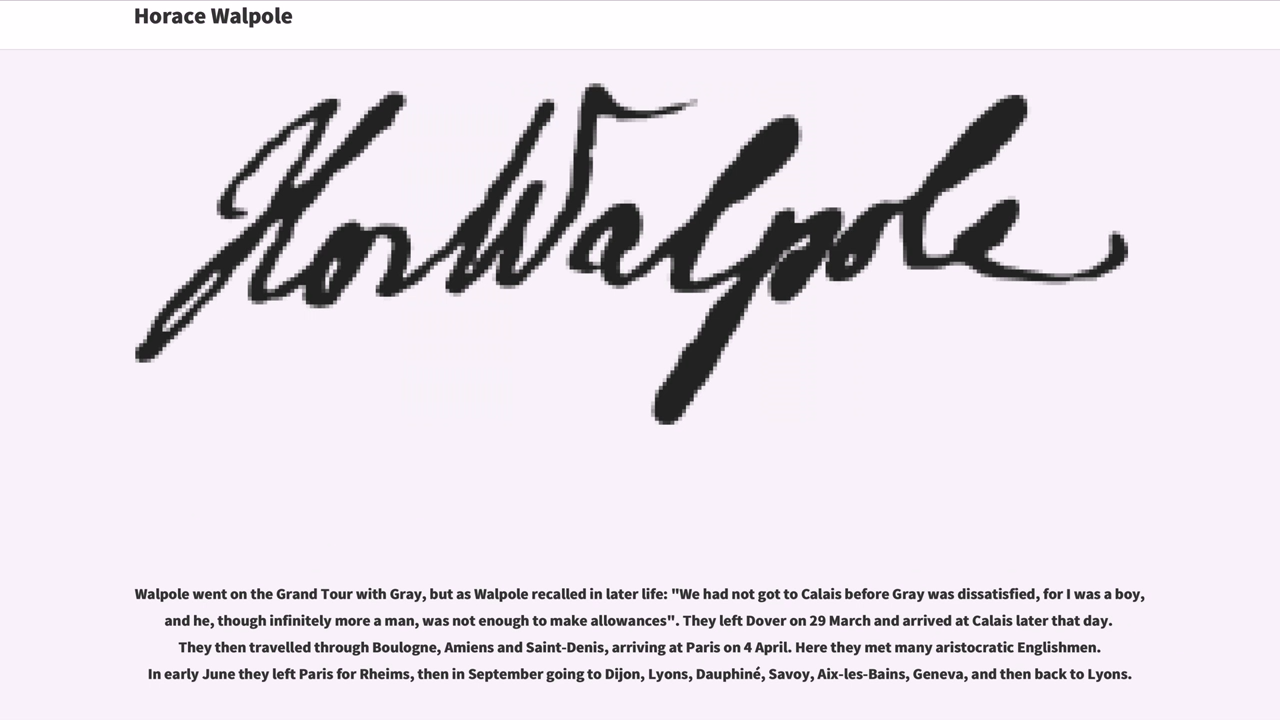 Horace Walpole
Hor Walpole
Walpole went on the Grand Tour with Gray, but as Walpole recalled in later life: "We had not got to Calais before Gray was dissatisfied, for I was a boy,
and he, though infinitely more a man, was not enough to make allowances". They left Dover on 29 March and arrived at Calais later that day.
They then travelled through Boulogne, Amiens and Saint-Denis, arriving at Paris on 4 April. Here they met many aristocratic Englishmen.
In early June they left Paris for Rheims, then in September going to Dijon, Lyons, Dauphiné, Savoy, Aix-les-Bains, Geneva, and then back to Lyons.